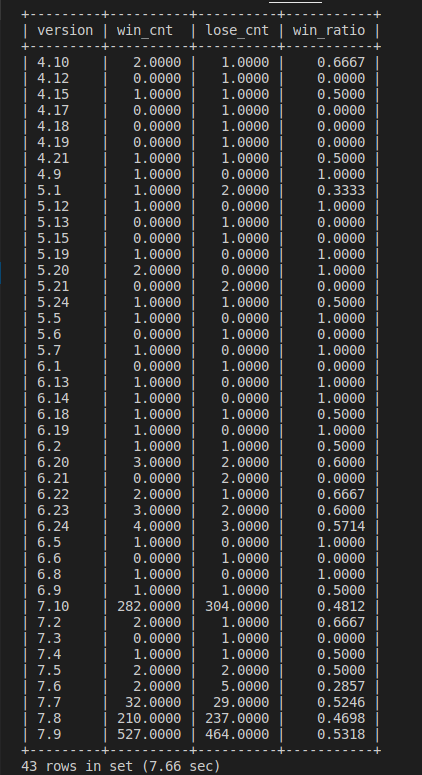 +---------+----------+----------+-----------+
| version | win_cnt | lose_cnt | win_ratio |
+---------+----------+----------+-----------+
| 4.10 | 2.0000 | 1.0000 | 0.6667 |
| 4.12 | 0.0000 | 1.0000 | 0.0000 |
| 4.15 | 1.0000 | 1.0000 | 0.5000 |
| 4.17 | 0.0000 | 1.0000 | 0.0000 |
| 4.18 | 0.0000 | 1.0000 | 0.0000 |
| 4.19 | 0.0000 | 1.0000 | 0.0000 |
| 4.21 | 1.0000 | 1.0000 | 0.5000 |
| 4.9 | 1.0000 | 0.0000 | 1.0000 |
| 5.1 | 1.0000 | 2.0000 | 0.3333 |
| 5.12 | 1.0000 | 0.0000 | 1.0000 |
| 5.13 | 0.0000 | 1.0000 | 0.0000 |
| 5.15 | 0.0000 | 1.0000 | 0.0000 |
| 5.19 | 1.0000 | 0.0000 | 1.0000 |
| 5.20 | 2.0000 | 0.0000 | 1.0000 |
| 5.21 | 0.0000 | 2.0000 | 0.0000 |
| 5.24 | 1.0000 | 1.0000 | 0.5000 |
| 5.5 | 1.0000 | 0.0000 | 1.0000 |
| 5.6 | 0.0000 | 1.0000 | 0.0000 |
| 5.7 | 1.0000 | 0.0000 | 1.0000 |
| 6.1 | 0.0000 | 1.0000 | 0.0000 |
| 6.13 | 1.0000 | 0.0000 | 1.0000 |
| 6.14 | 1.0000 | 0.0000 | 1.0000 |
| 6.18 | 1.0000 | 1.0000 | 0.5000 |
| 6.19 | 1.0000 | 0.0000 | 1.0000 |
| 6.2 | 1.0000 | 1.0000 | 0.5000 |
| 6.20 | 3.0000 | 2.0000 | 0.6000 |
| 6.21 | 0.0000 | 2.0000 | 0.0000 |
| 6.22 | 2.0000 | 1.0000 | 0.6667 |
| 6.23 | 3.0000 | 2.0000 | 0.6000 |
| 6.24 | 4.0000 | 3.0000 | 0.5714 |
| 6.5 | 1.0000 | 0.0000 | 1.0000 |
| 6.6 | 0.0000 | 1.0000 | 0.0000 |
| 6.8 | 1.0000 | 0.0000 | 1.0000 |
| 6.9 | 1.0000 | 1.0000 | 0.5000 |
| 7.10 | 282.0000 | 304.0000 | 0.4812 |
| 7.2 | 2.0000 | 1.0000 | 0.6667 |
| 7.3 | 0.0000 | 1.0000 | 0.0000 |
| 7.4 | 1.0000 | 1.0000 | 0.5000 |
| 7.5 | 2.0000 | 2.0000 | 0.5000 |
| 7.6 | 2.0000 | 5.0000 | 0.2857 |
| 7.7 | 32.0000 | 29.0000 | 0.5246 |
| 7.8 | 210.0000 | 237.0000 | 0.4698 |
| 7.9 | 527.0000 | 464.0000 | 0.5318 |
+---------+----------+----------+-----------+
43 rows in set (7.66 sec)